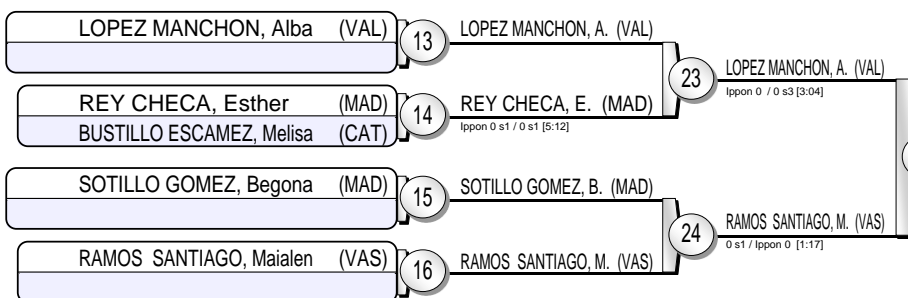 LOPEZ MANCHON, Alba (VAL)
13
LOPEZ MANCHON, A. (VAL)
23
LOPEZ MANCHON, A. (VAL)
Ippon 0 / 0 s3 [3:04]
REY CHECA, Esther (MAD)
BUSTILLO ESCAMEZ, Melisa (CAT)
14
REY CHECA, E. (MAD)
Ippon 0 s1 / 0 s1 [5:12]
SOTILLO GOMEZ, Begona (MAD)
15
SOTILLO GOMEZ, B. (MAD)
24
RAMOS SANTIAGO, M. (VAS)
0 s1 / Ippon 0 [1:17]
RAMOS SANTIAGO, Maialen (VAS)
16
RAMOS SANTIAGO, M. (VAS)